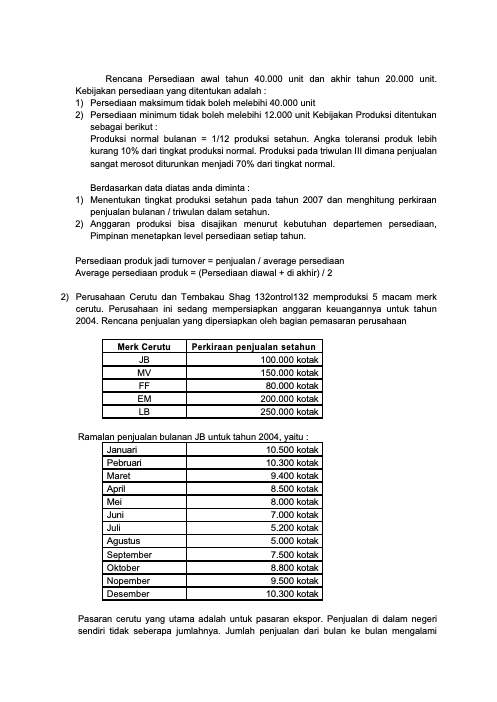 Rencana Persediaan awal tahun 40.000 unit dan akhir tahun 20.000 unit.
Kebijakan persediaan yang ditentukan adalah :
1) Persediaan maksimum tidak boleh melebihi 40.000 unit
2) Persediaan minimum tidak boleh melebihi 12.000 unit Kebijakan Produksi ditentukan
sebagai berikut :
Produksi normal bulanan = 1/12 produksi setahun. Angka toleransi produk lebih
kurang 10% dari tingkat produksi normal. Produksi pada triwulan III dimana penjualan
sangat merosot diturunkan menjadi 70% dari tingkat normal.
Berdasarkan data diatas anda diminta :
1) Menentukan tingkat produksi setahun pada tahun 2007 dan menghitung perkiraan
penjualan bulanan / triwulan dalam setahun.
2) Anggaran produksi bisa disajikan menurut kebutuhan departemen persediaan,
Pimpinan menetapkan level persediaan setiap tahun.
Persediaan produk jadi turnover = penjualan / average persediaan
Average persediaan produk = (Persediaan diawal + di akhir) / 2
2) Perusahaan Cerutu dan Tembakau Shag 132ontrol132 memproduksi 5 macam merk
cerutu. Perusahaan ini sedang mempersiapkan anggaran keuangannya untuk tahun
2004. Rencana penjualan yang dipersiapkan oleh bagian pemasaran perusahaan
Merk Cerutu Perkiraan penjualan setahun
JB 100.000 kotak
MV 150.000 kotak
FF 80.000 kotak
EM 200.000 kotak
LB 250.000 kotak
Ramalan penjualan bulanan JB untuk tahun 2004, yaitu :
Januari 10.500 kotak
Pebruari 10.300 kotak
Maret 9.400 kotak
April 8.500 kotak
Mei 8.000 kotak
Juni 7.000 kotak
Juli 5.200 kotak
Agustus 5.000 kotak
September 7.500 kotak
Oktober 8.800 kotak
Nopember 9.500 kotak
Desember 10.300 kotak
Pasaran cerutu yang utama adalah untuk pasaran ekspor. Penjualan di dalam negeri
sendiri tidak seberapa jumlahnya. Jumlah penjualan dari bulan ke bulan mengalami